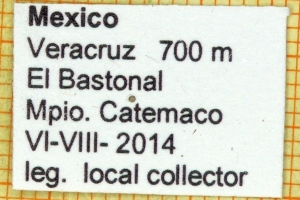 Mexico
Veracruz 700 m
El Bastonal
Mpio. Catemaco
VI-VIII- 2014
leg. local collector